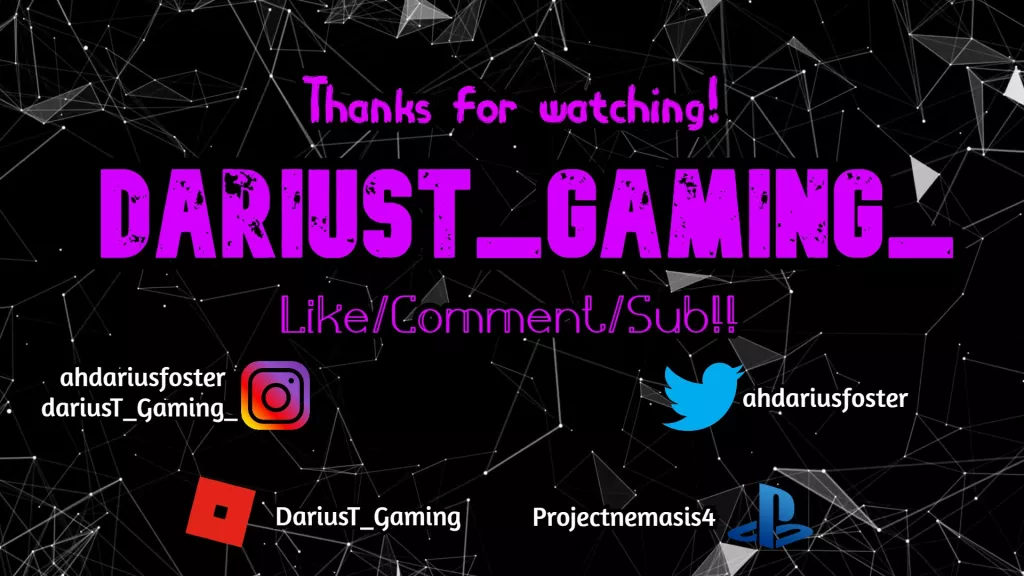 Thanks for watching!
DARIUST_GAMING_
Like/Comment/Sub!!
ahdariusfoster
dariusT_Gaming_
ahdariusfoster
DariusT_Gaming
Projectnemasis4